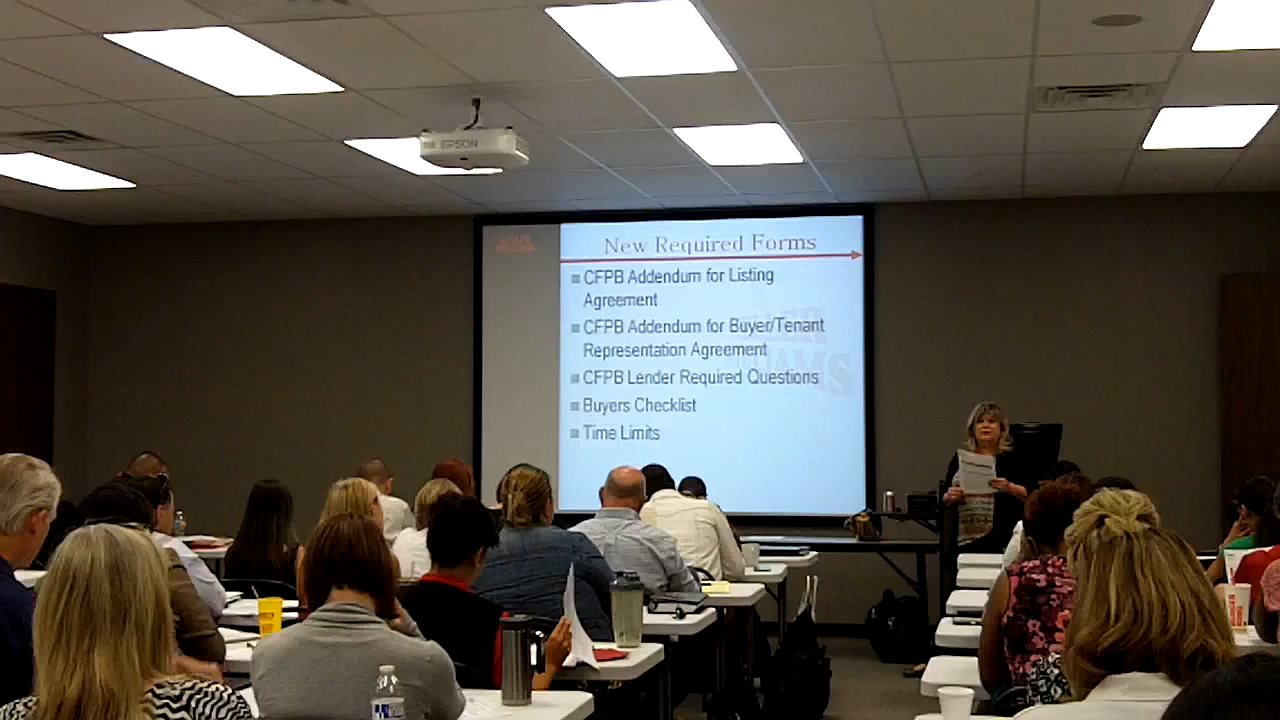 EPSON
New Required Forms
CFPB Addendum for Listing
Agreement
CFPB Addendum for Buyer/Tenant
Representation Agreement
CFPB Lender Required Questions
Buyers Checklist
Time Limits